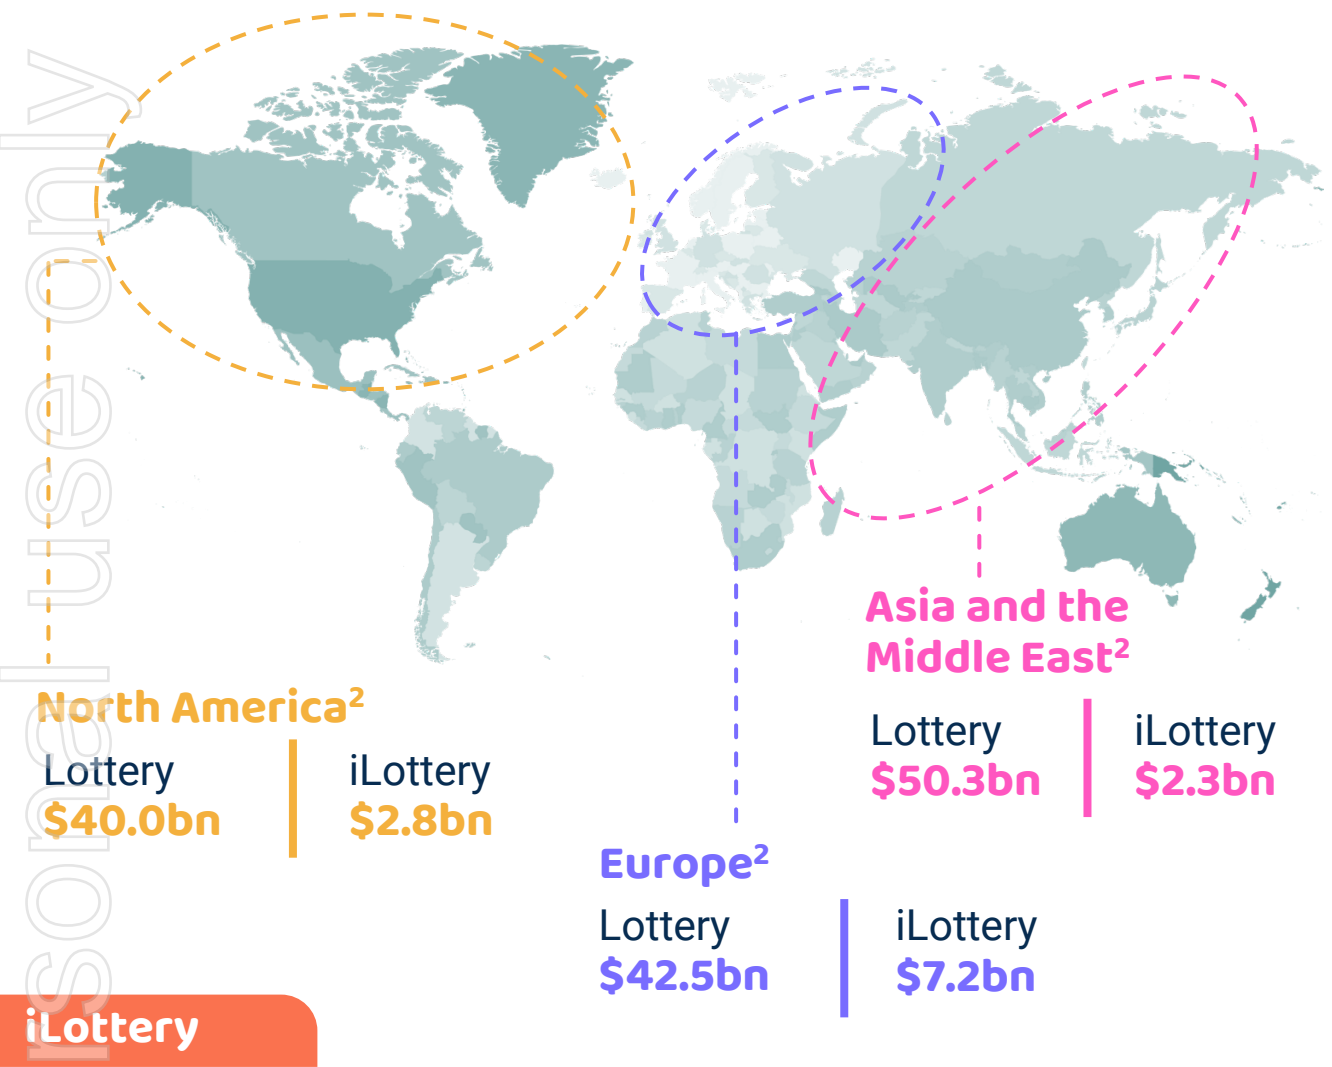 rsonal use only
North America²
Lottery
$40.0bn
iLottery
$2.8bn
Asia and the
Middle East²
Lottery
$50.3bn
iLottery
$2.3bn
Europe²
Lottery
$42.5bn
iLottery
$7.2bn
iLottery